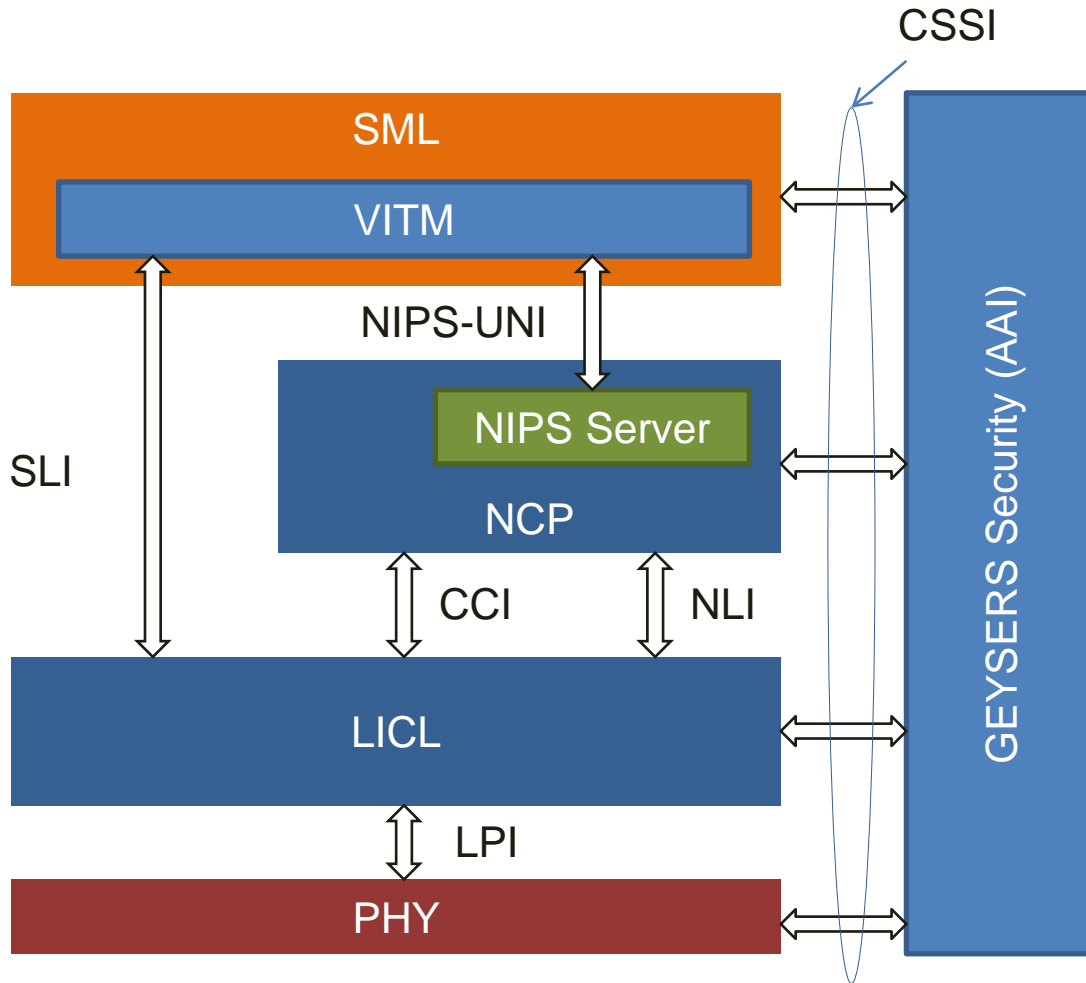 CSSI
SML
VITM
NIPS-UNI
NIPS Server
SLI
NCP
CCI
NLI
LICL
LPI
PHY
GEYSERS Security (AAI)